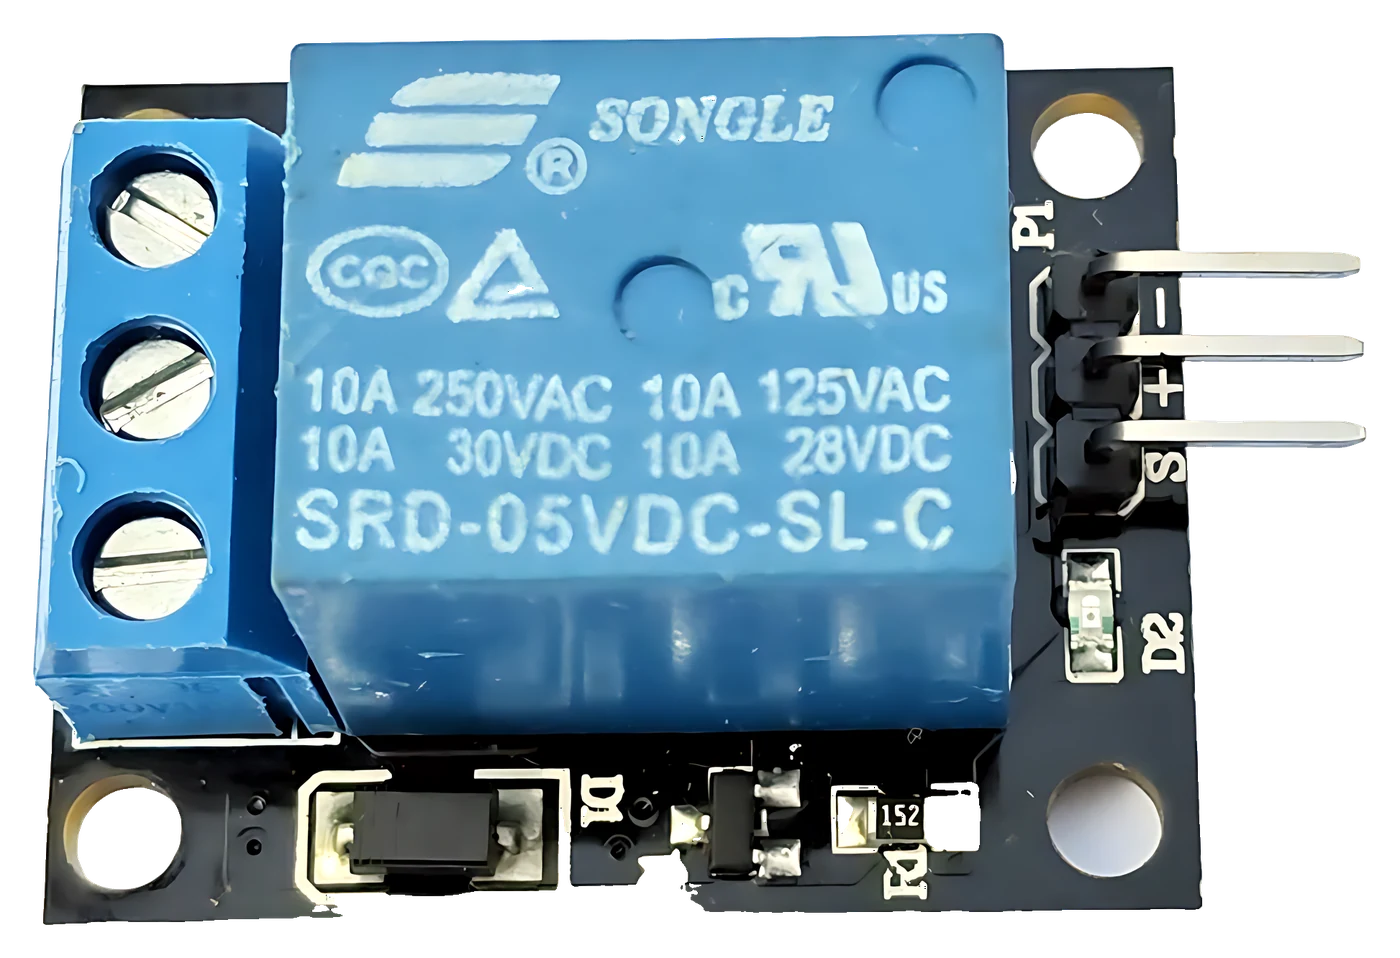 ® SONGLE
CQC c RU US
10A 250VAC 10A 125VAC
10A 30VDC 10A 28VDC
SRD-05VDC-SL-C
P1
-
+
S
D2
D1
152
R1